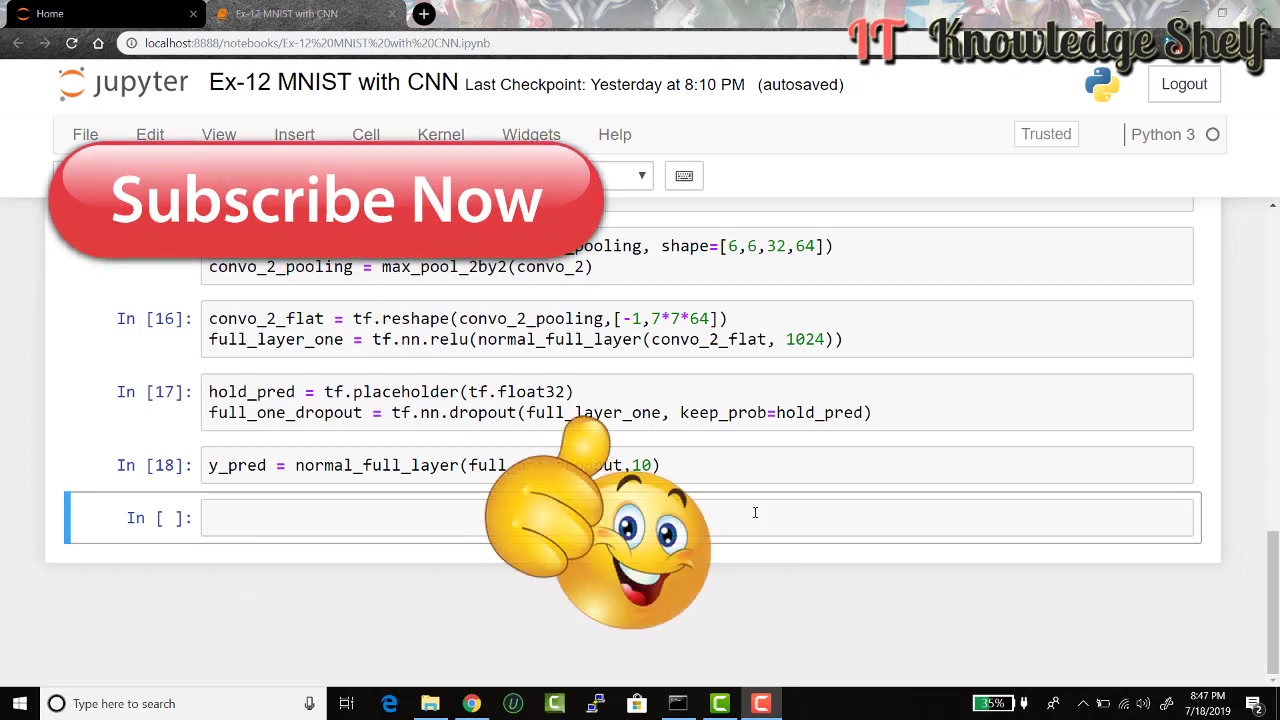 Home
Ex-12 MNIST with CNN
localhost:8888/notebooks/Ex-12%20MNIST%20with%20CNN.ipynb
IT Knowledge Shelf
jupyter
Ex-12 MNIST with CNN Last Checkpoint: Yesterday at 8:10 PM (autosaved)
Logout
File Edit View Insert Cell Kernel Widgets Help
Trusted
Python 3
Subscribe Now
pooling, shape=[6,6,32,64])
convo_2_pooling = max_pool_2by2(convo_2)
In [16]: convo_2_flat = tf.reshape(convo_2_pooling,[-1,7*7*64])
full_layer_one = tf.nn.relu(normal_full_layer(convo_2_flat, 1024))
In [17]: hold_pred = tf.placeholder(tf.float32)
full_one_dropout = tf.nn.dropout(full_layer_one, keep_prob=hold_pred)
In [18]: y_pred = normal_full_layer(full_one_dropout,10)
In [ ]:
Type here to search
35%
8:47 PM
7/18/2019
2